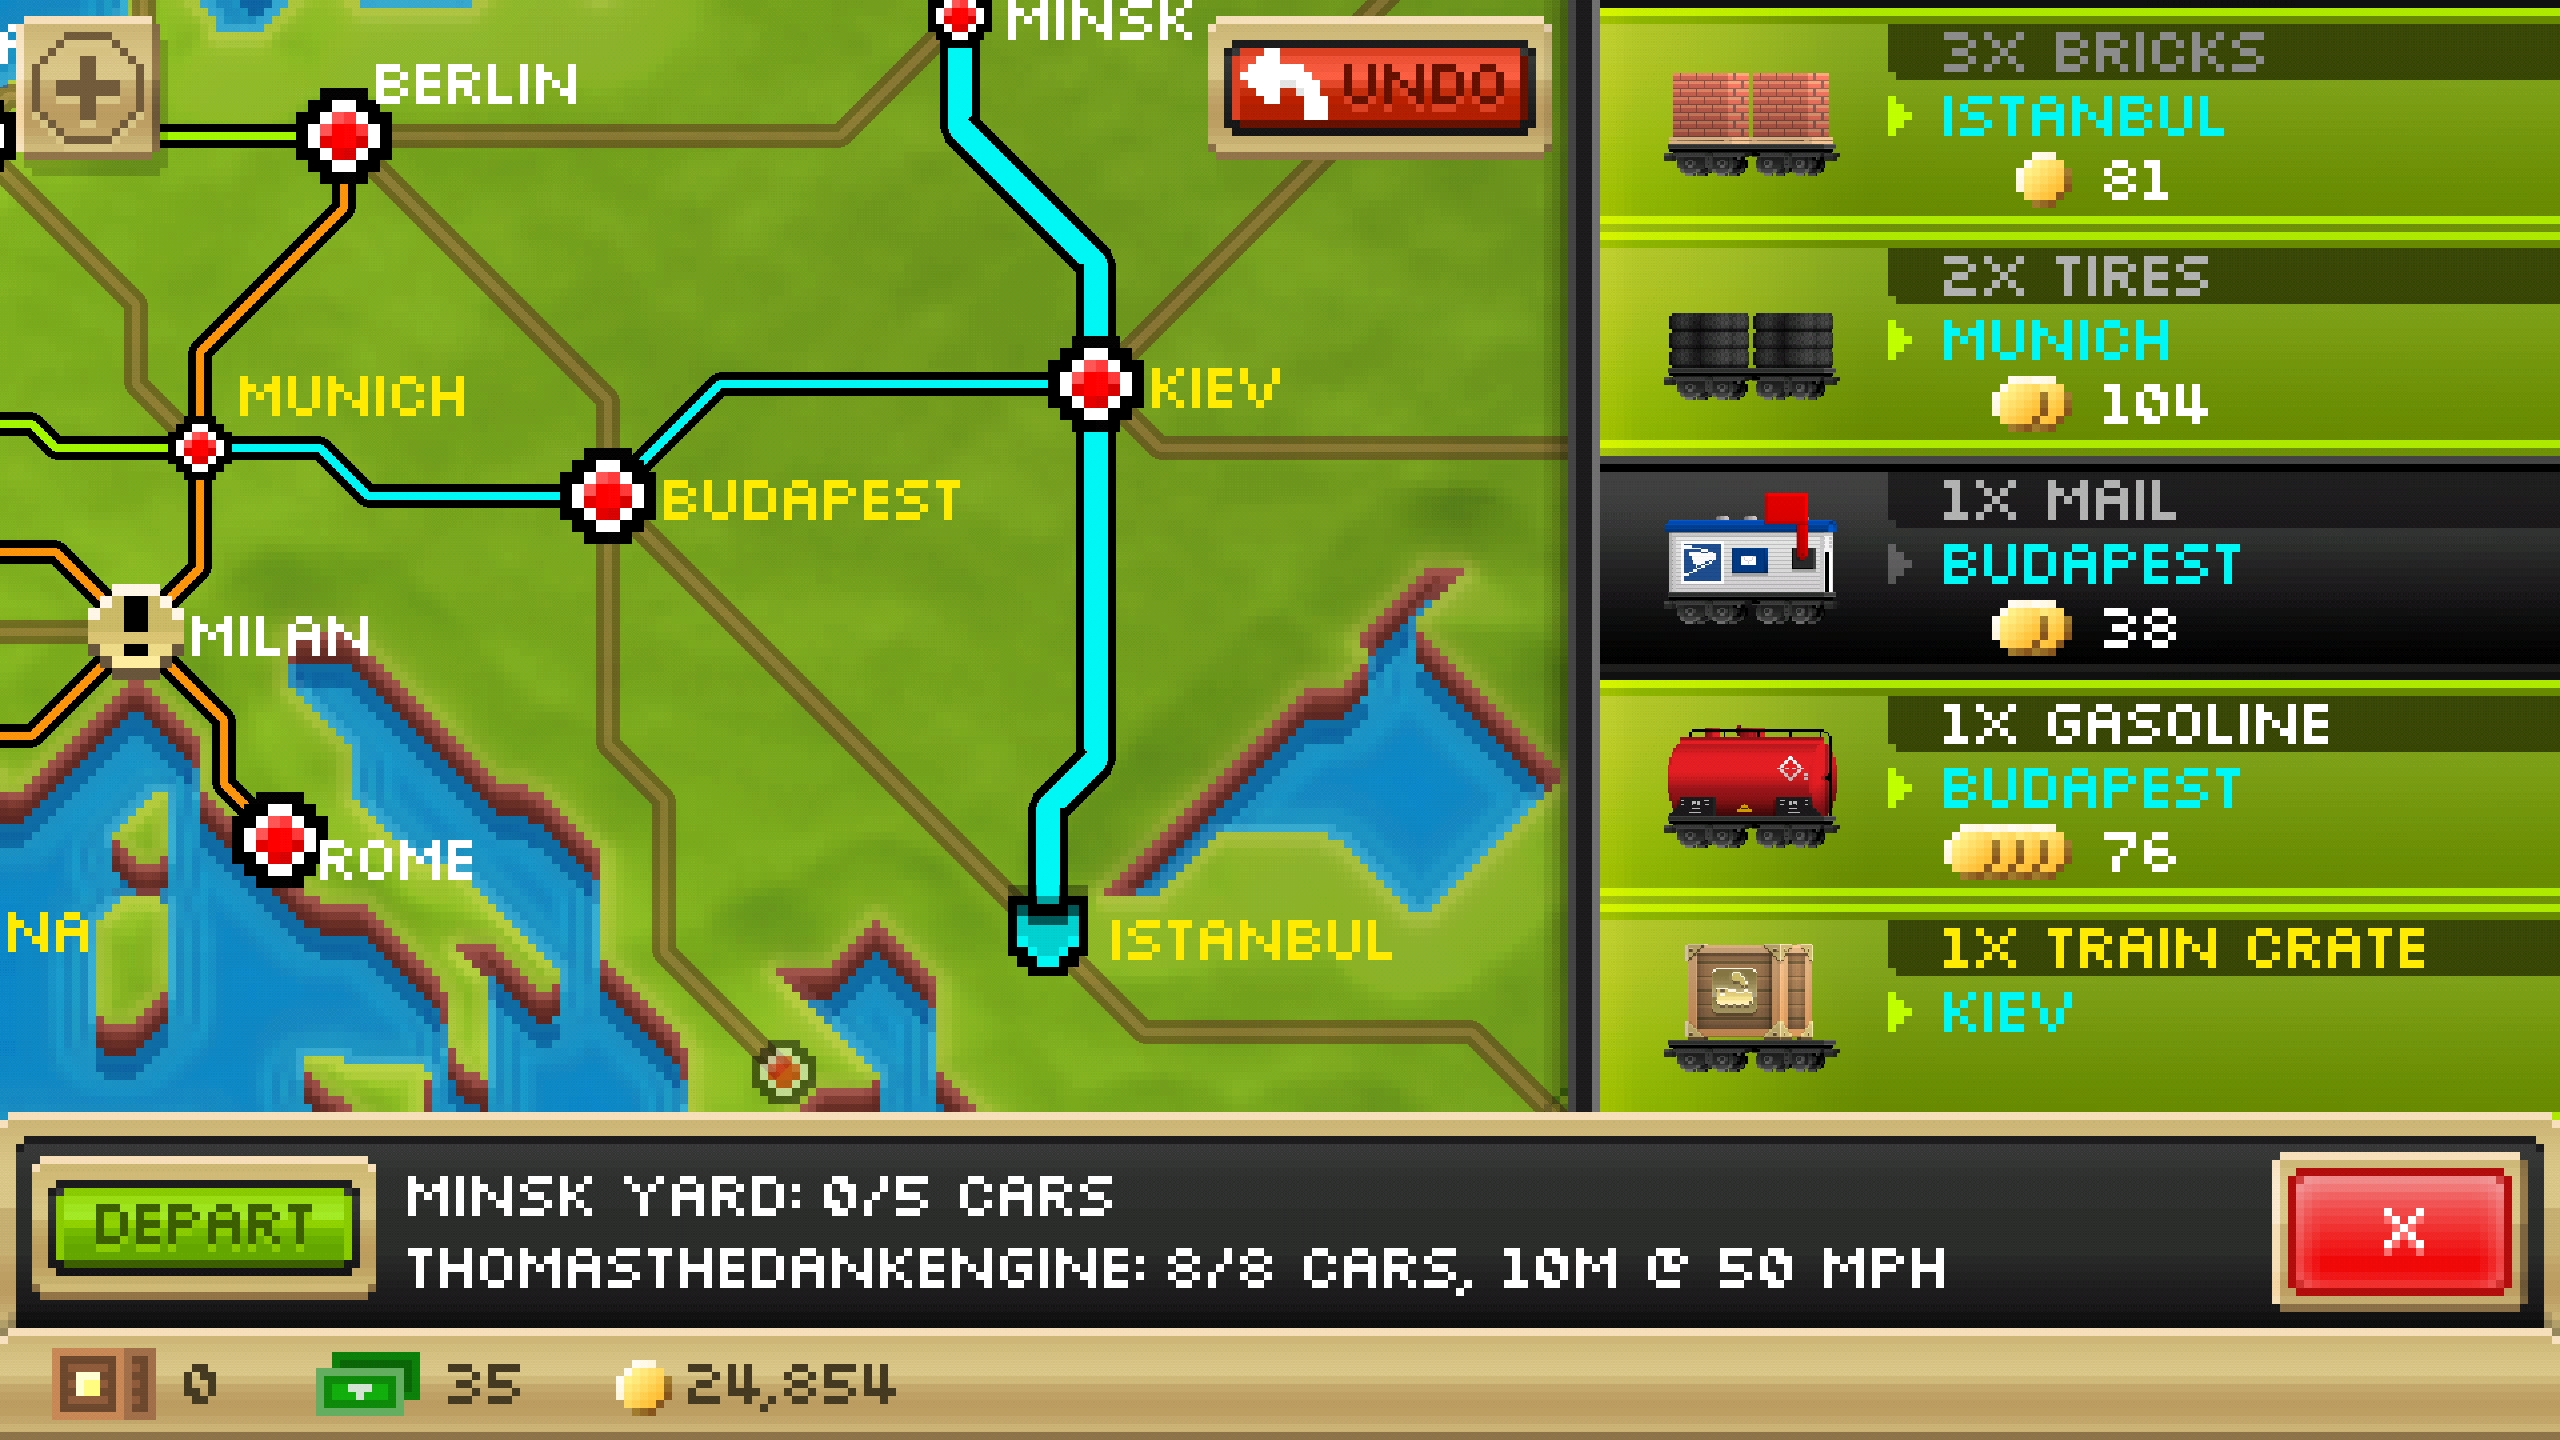 MINSK
BERLIN
UNDO
MUNICH
KIEV
BUDAPEST
MILAN
ROME
NA
ISTANBUL
3X BRICKS
ISTANBUL
81
2X TIRES
MUNICH
104
1X MAIL
BUDAPEST
38
1X GASOLINE
BUDAPEST
76
1X TRAIN CRATE
KIEV
DEPART
MINSK YARD: 0/5 CARS
THOMASTHEDANKENGINE: 8/8 CARS, 10M @ 50 MPH
X
0
35
24,854